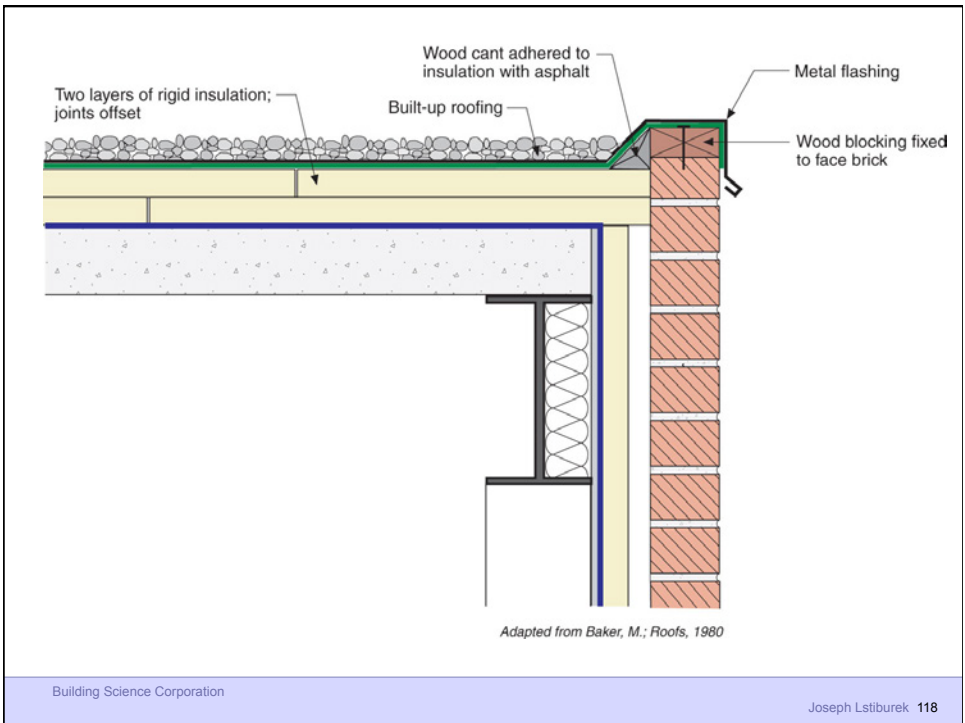 Wood cant adhered to
insulation with asphalt
Metal flashing
Two layers of rigid insulation;
joints offset
Built-up roofing
Wood blocking fixed
to face brick
Adapted from Baker, M.; Roofs, 1980
Building Science Corporation
Joseph Lstiburek 118